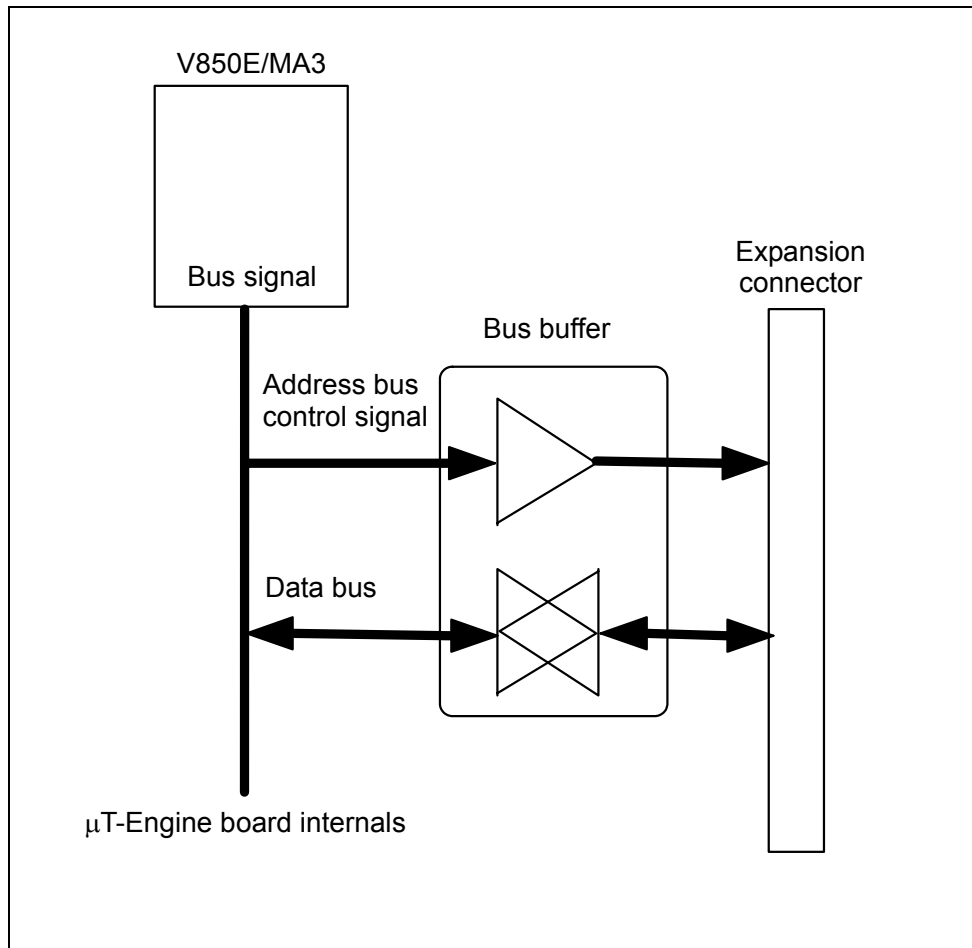 V850E/MA3
Bus signal
Expansion
connector
Bus buffer
Address bus
control signal
Data bus
μT-Engine board internals